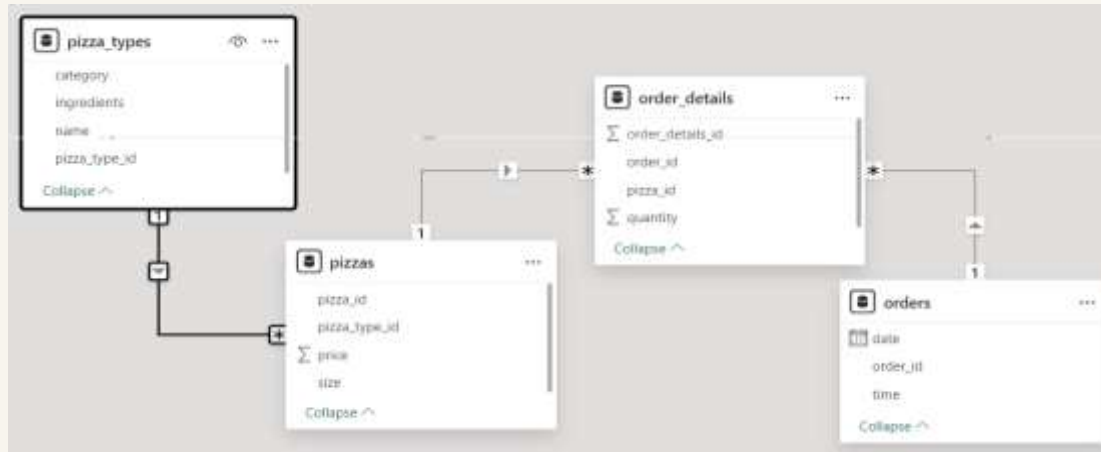 pizza_types
category
ingredients
name
pizza_type_id
Collapse
1
*
pizzas
pizza_id
pizza_type_id
Σ price
size
Collapse
1
*
order_details
Σ order_details_id
order_id
pizza_id
Σ quantity
Collapse
*
1
orders
date
order_id
time
Collapse